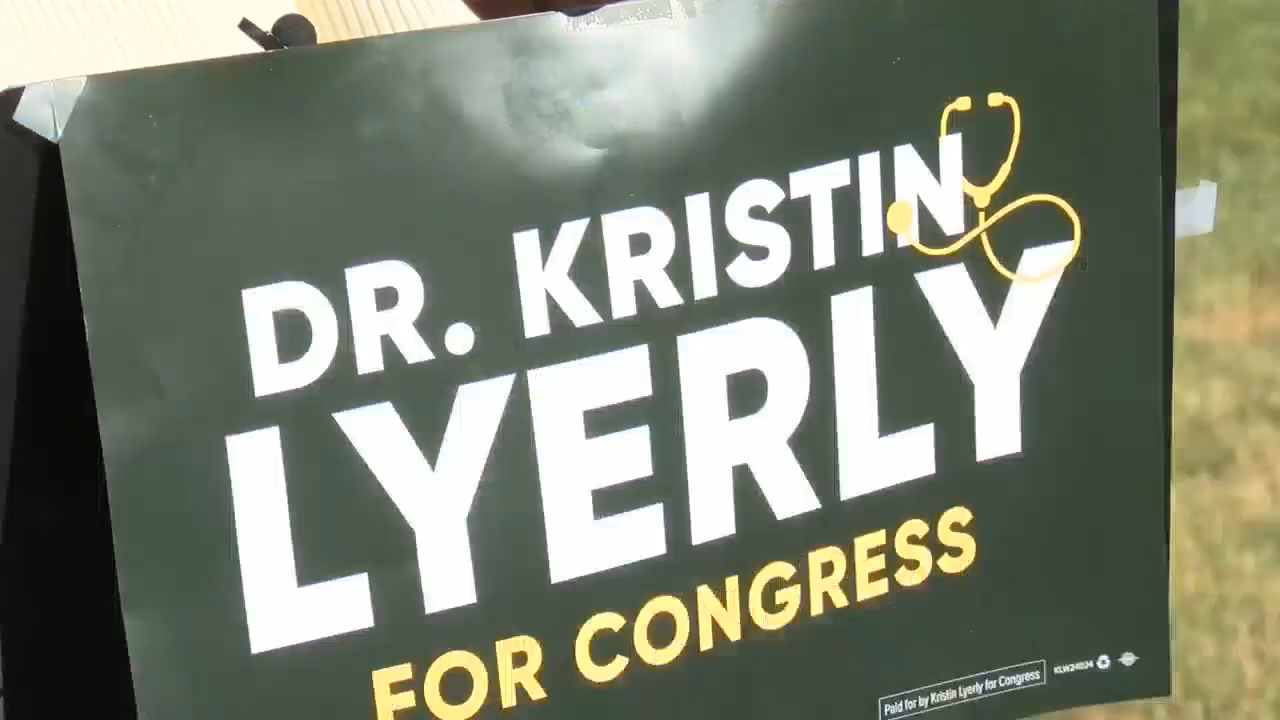 DR. KRISTIN
LYERLY
FOR CONGRESS
Paid for by Kristin Lyerly for Congress